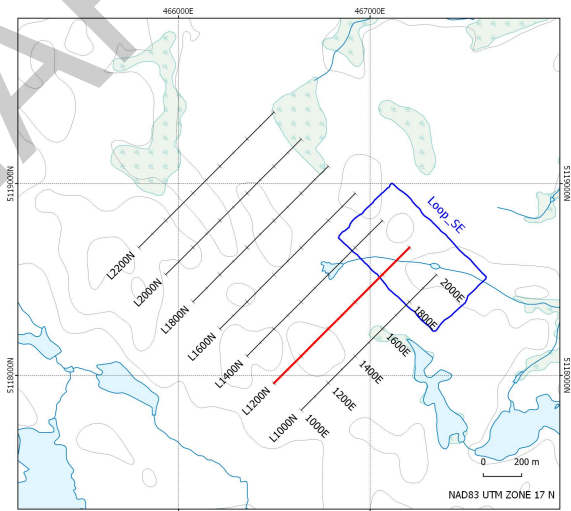 466000E
467000E
5119000N
5119000N
Loop_SE
L2200N
L2000N
2000E
L1800N
1800E
L1600N
1600E
L1400N
1400E
5118000N
5118000N
L1200N
1200E
L1000N
1000E
0 200 m
NAD83 UTM ZONE 17 N